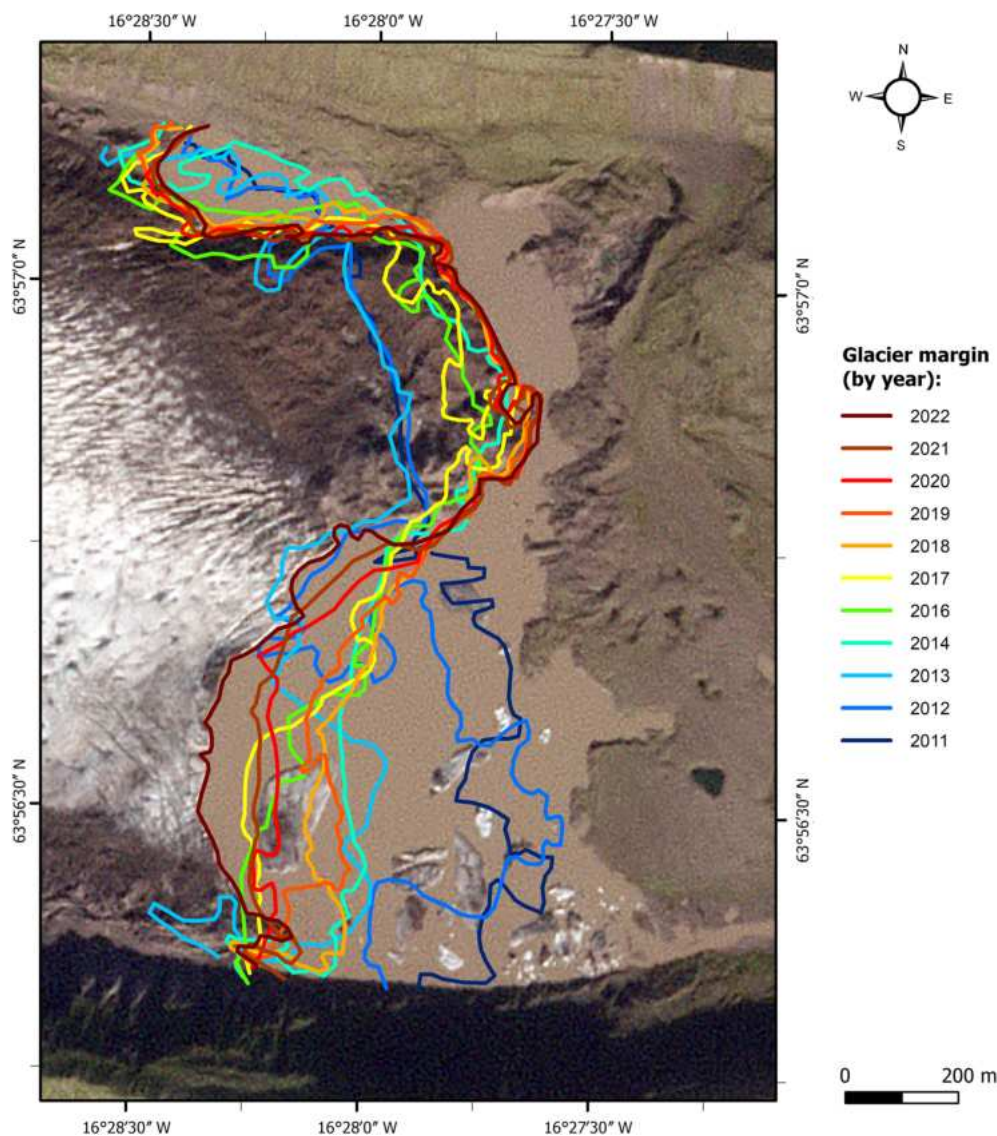 16°28'30" W
16°28'0" W
16°27'30" W
N
W
E
S
63°57'0" N
63°57'0" N
Glacier margin
(by year):
2022
2021
2020
2019
2018
2017
2016
2014
2013
2012
2011
63°56'30" N
63°56'30" N
0
200 m
16°28'30" W
16°28'0" W
16°27'30" W